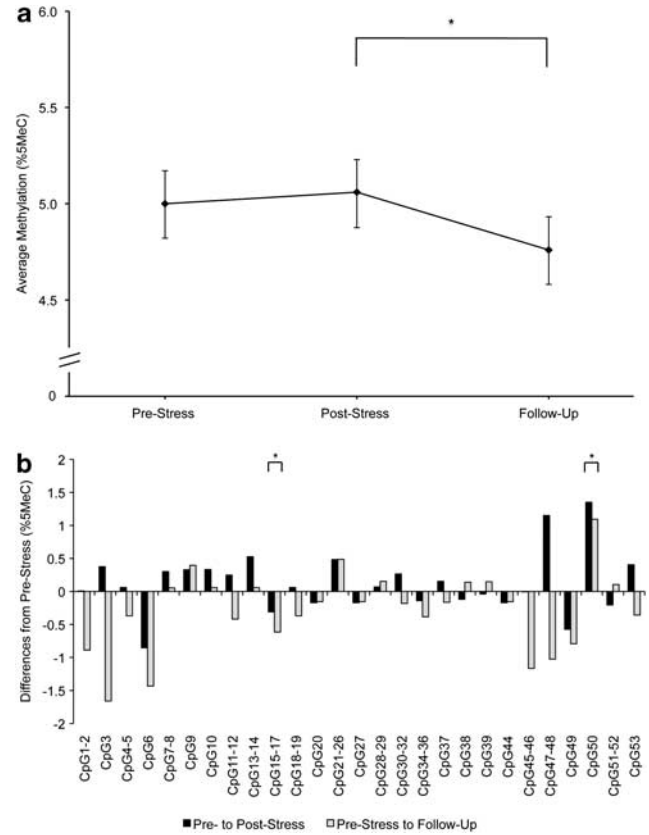 a
6.0
*
5.5
5.0
4.5
0
Average Methylation (%5MeC)
Pre-Stress Post-Stress Follow-Up
b
2
1.5
1
0.5
0
-0.5
-1
-1.5
-2
Differences from Pre-Stress (%5MeC)
* *
CpG1-2
CpG3
CpG4-5
CpG6
CpG7-8
CpG9
CpG10
CpG11-12
CpG13-14
CpG15-17
CpG18-19
CpG20
CpG21-26
CpG27
CpG28-29
CpG30-32
CpG34-36
CpG37
CpG38
CpG39
CpG44
CpG45-46
CpG47-48
CpG49
CpG50
CpG51-52
CpG53
Pre- to Post-Stress Pre-Stress to Follow-Up